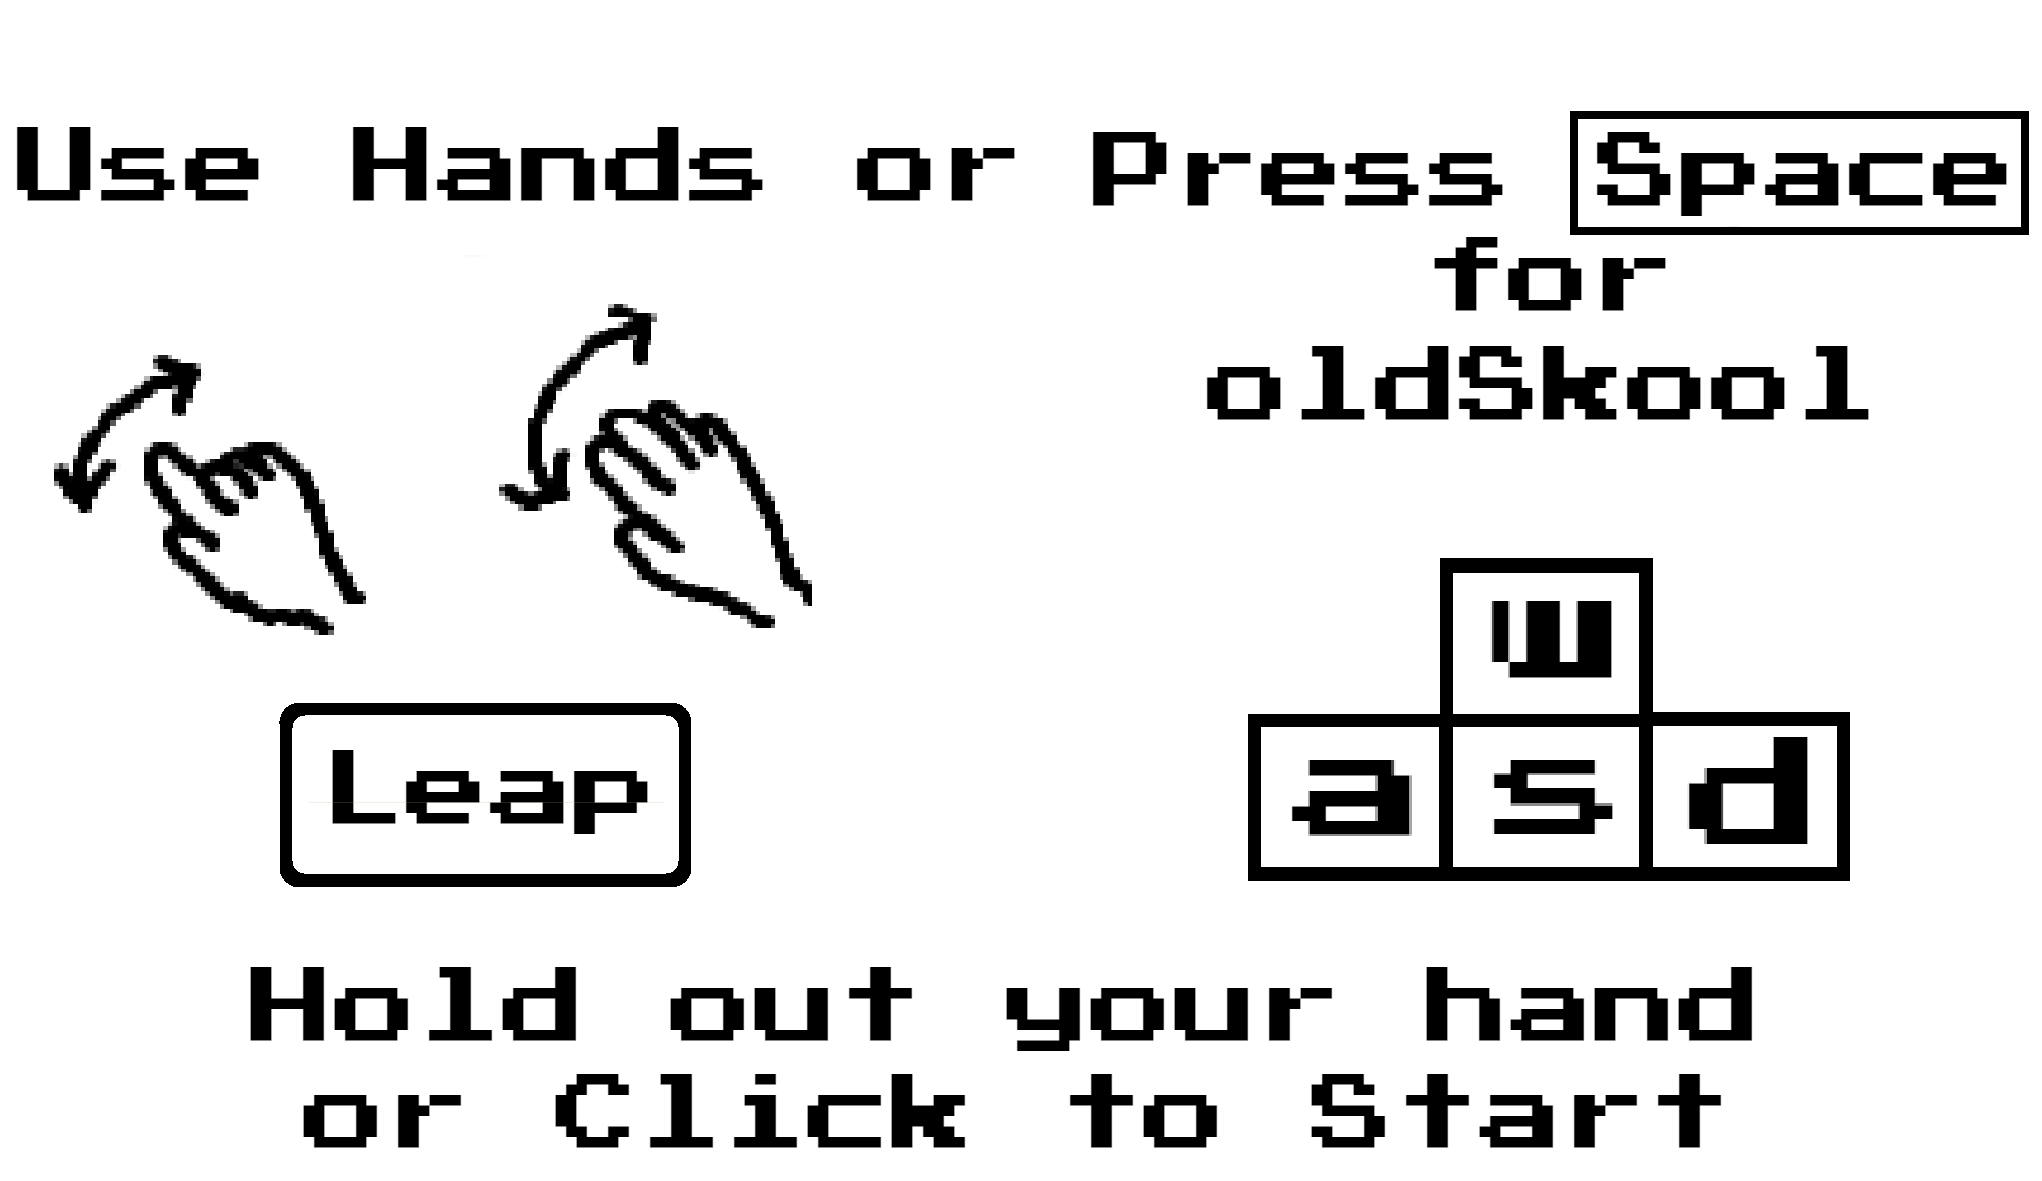 Use Hands or Press Space
for
oldSkool
w
a s d
Leap
Hold out your hand
or Click to Start